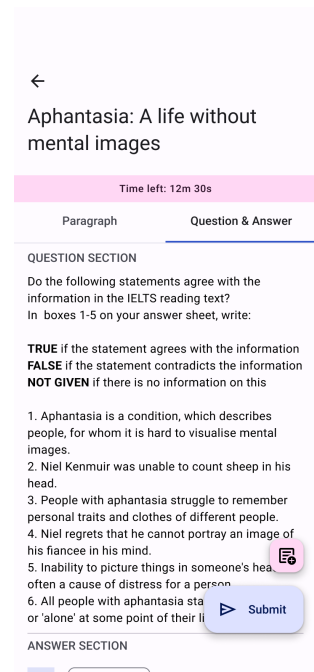 Aphantasia: A life without
mental images
Time left: 12m 30s
Paragraph
Question & Answer
QUESTION SECTION
Do the following statements agree with the
information in the IELTS reading text?
In  boxes 1-5 on your answer sheet, write:
TRUE if the statement agrees with the information
FALSE if the statement contradicts the information
NOT GIVEN if there is no information on this
1. Aphantasia is a condition, which describes
people, for whom it is hard to visualise mental
images.
2. Niel Kenmuir was unable to count sheep in his
head.
3. People with aphantasia struggle to remember
personal traits and clothes of different people.
4. Niel regrets that he cannot portray an image of
his fiancee in his mind.
5. Inability to picture things in someone's
often a cause of distress for a person
6. All people with aphantasia
or 'alone' at some point of their
Submit
ANSWER SECTION